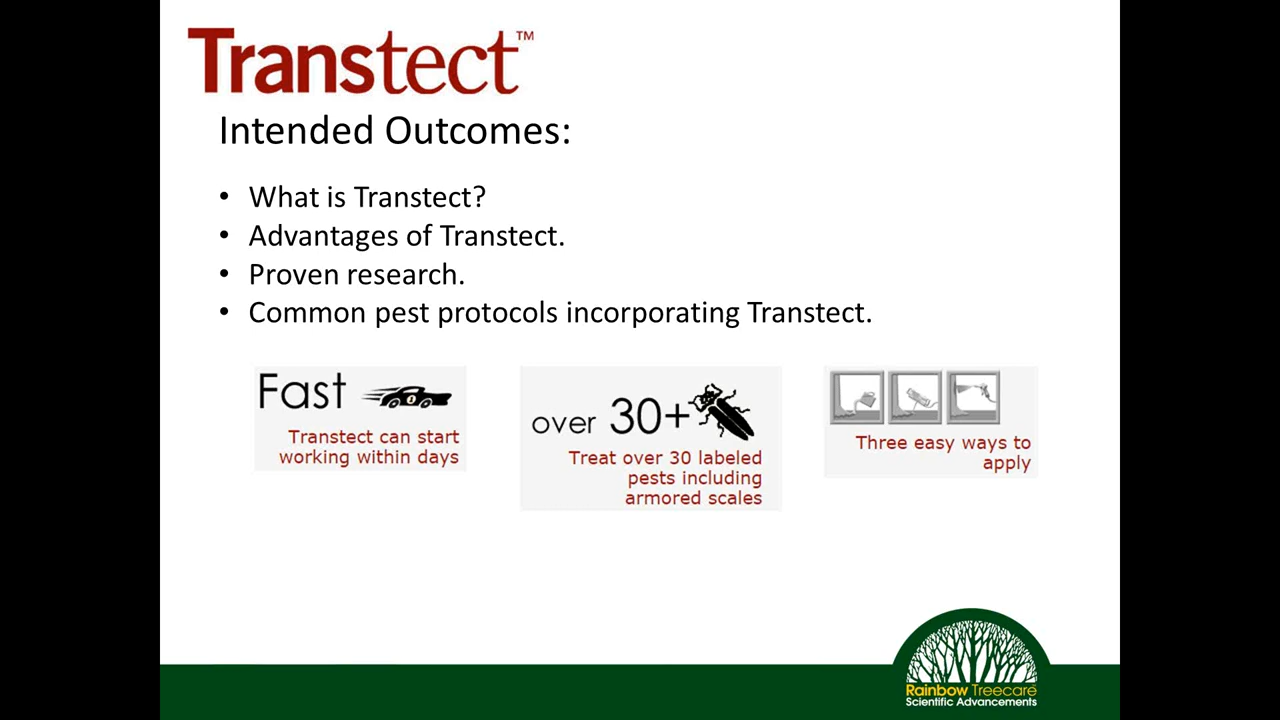 Transtect™
Intended Outcomes:
• What is Transtect?
• Advantages of Transtect.
• Proven research.
• Common pest protocols incorporating Transtect.
Fast
Transtect can start
working within days
over 30+
Treat over 30 labeled
pests including
armored scales
Three easy ways to
apply
Rainbow Treecare
Scientific Advancements